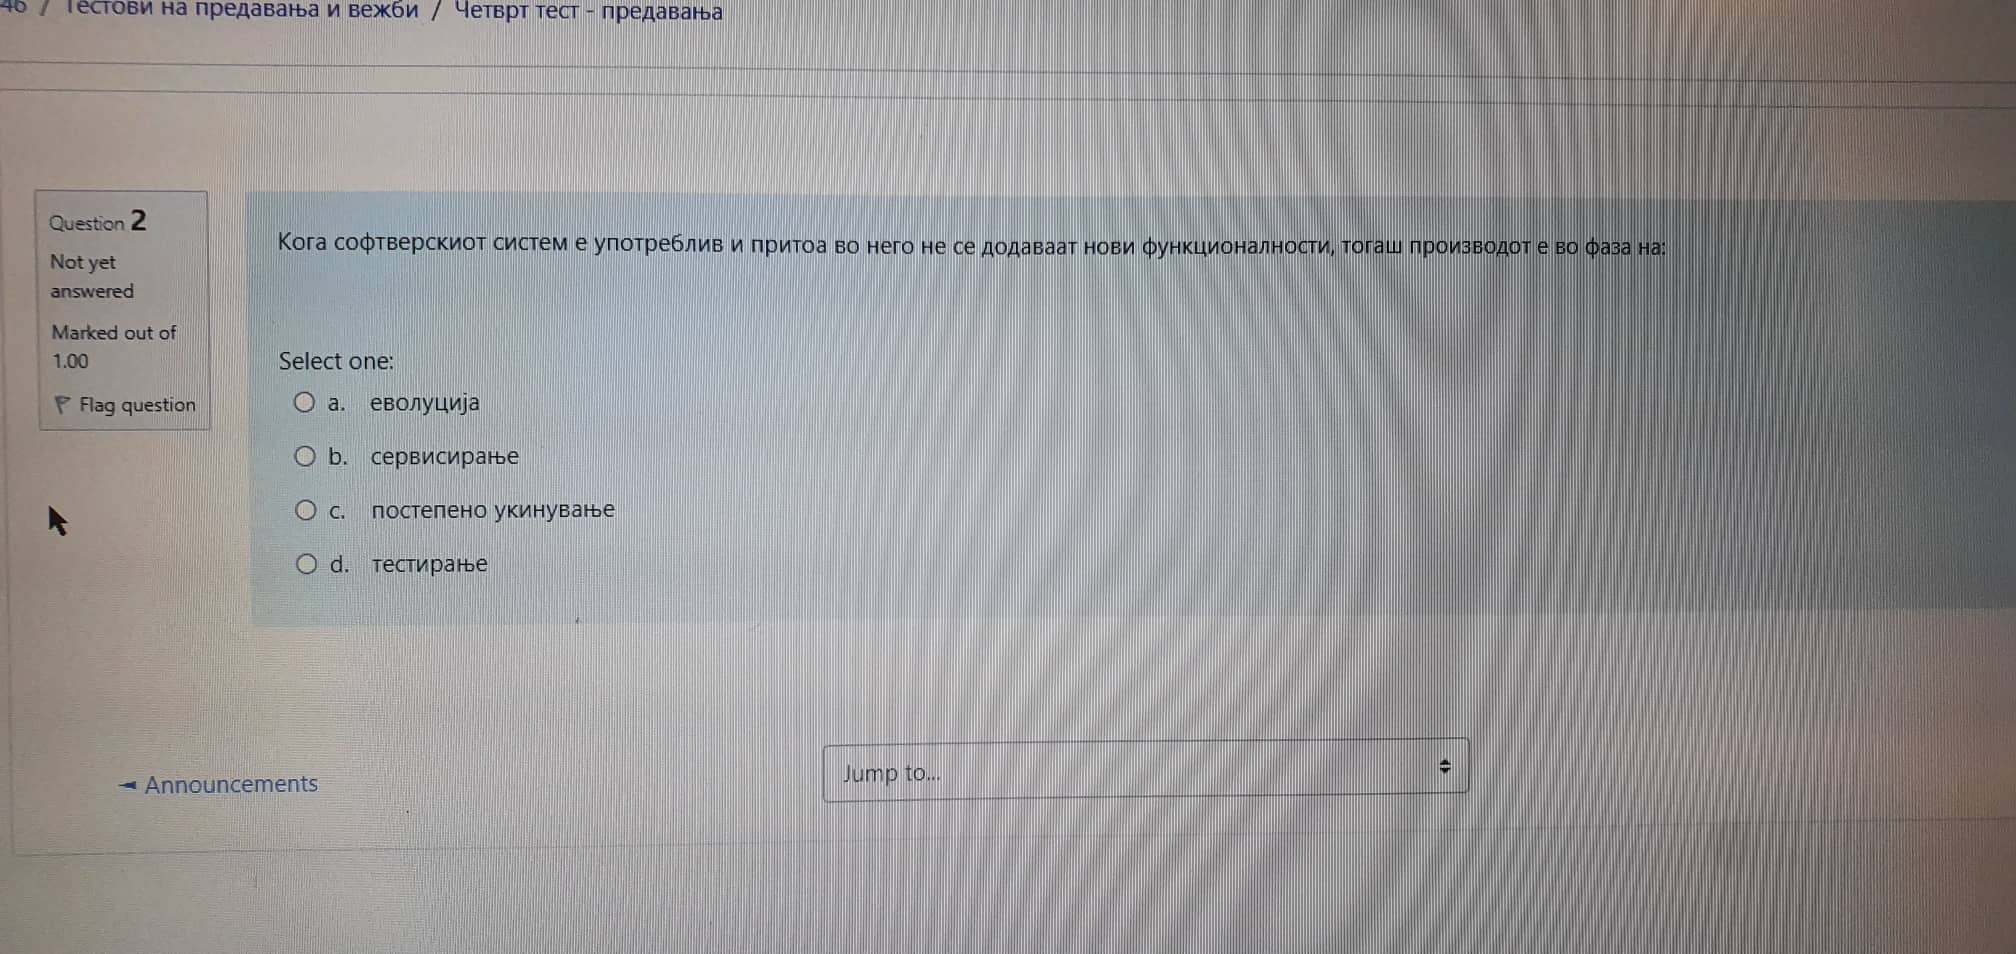 46 / Тестови на предавања и вежби / Четврт тест - предавања
Question 2
Not yet
answered
Marked out of
1.00
Flag question
Кога софтверскиот систем е употреблив и притоа во него не се додаваат нови функционалности, тогаш производот е во фаза на:
Select one:
a. еволуција
b. сервисирање
c. постепено укинување
d. тестирање
◄ Announcements
Jump to...